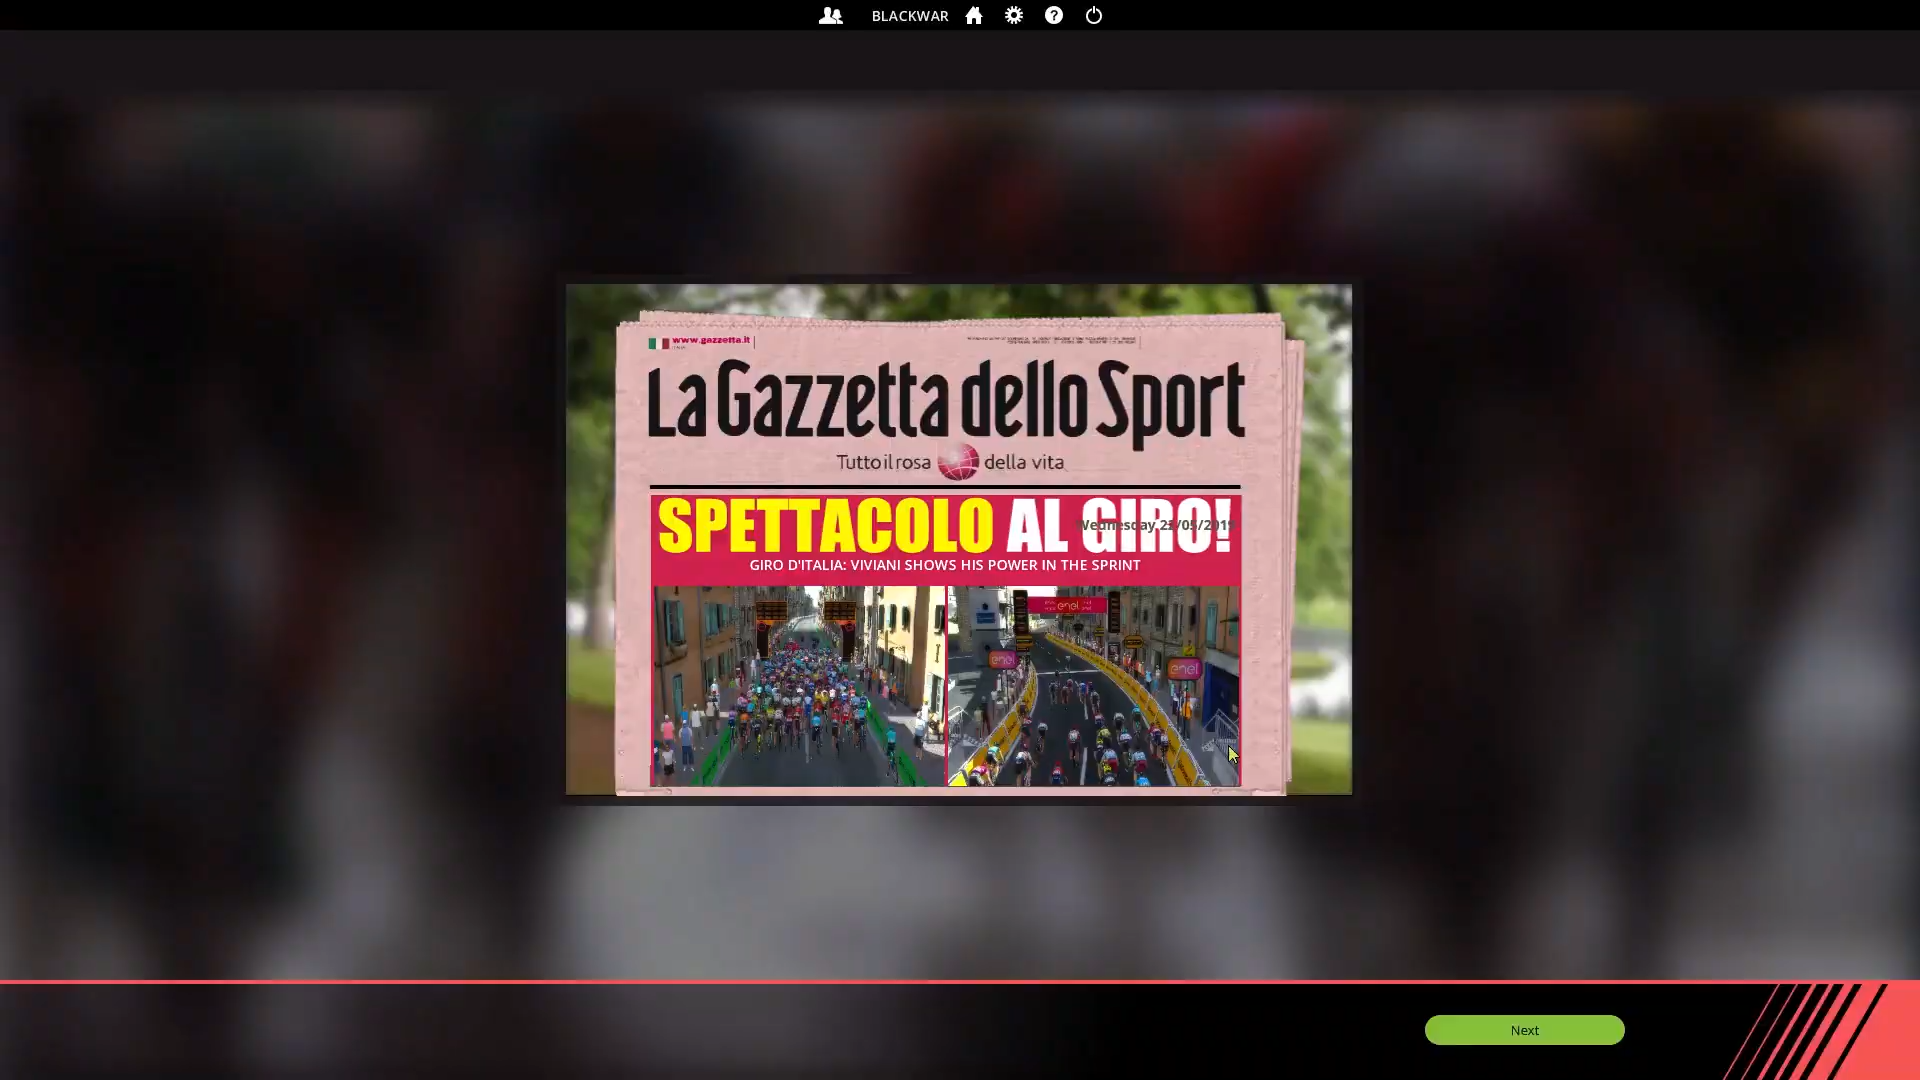 BLACKWAR
www.gazzetta.it
La Gazzetta dello Sport
Tutto il rosa della vita
SPETTACOLO AL GIRO!
Wednesday
GIRO D'ITALIA: VIVIANI SHOWS HIS POWER IN THE SPRINT
enel
enel
enel
Next